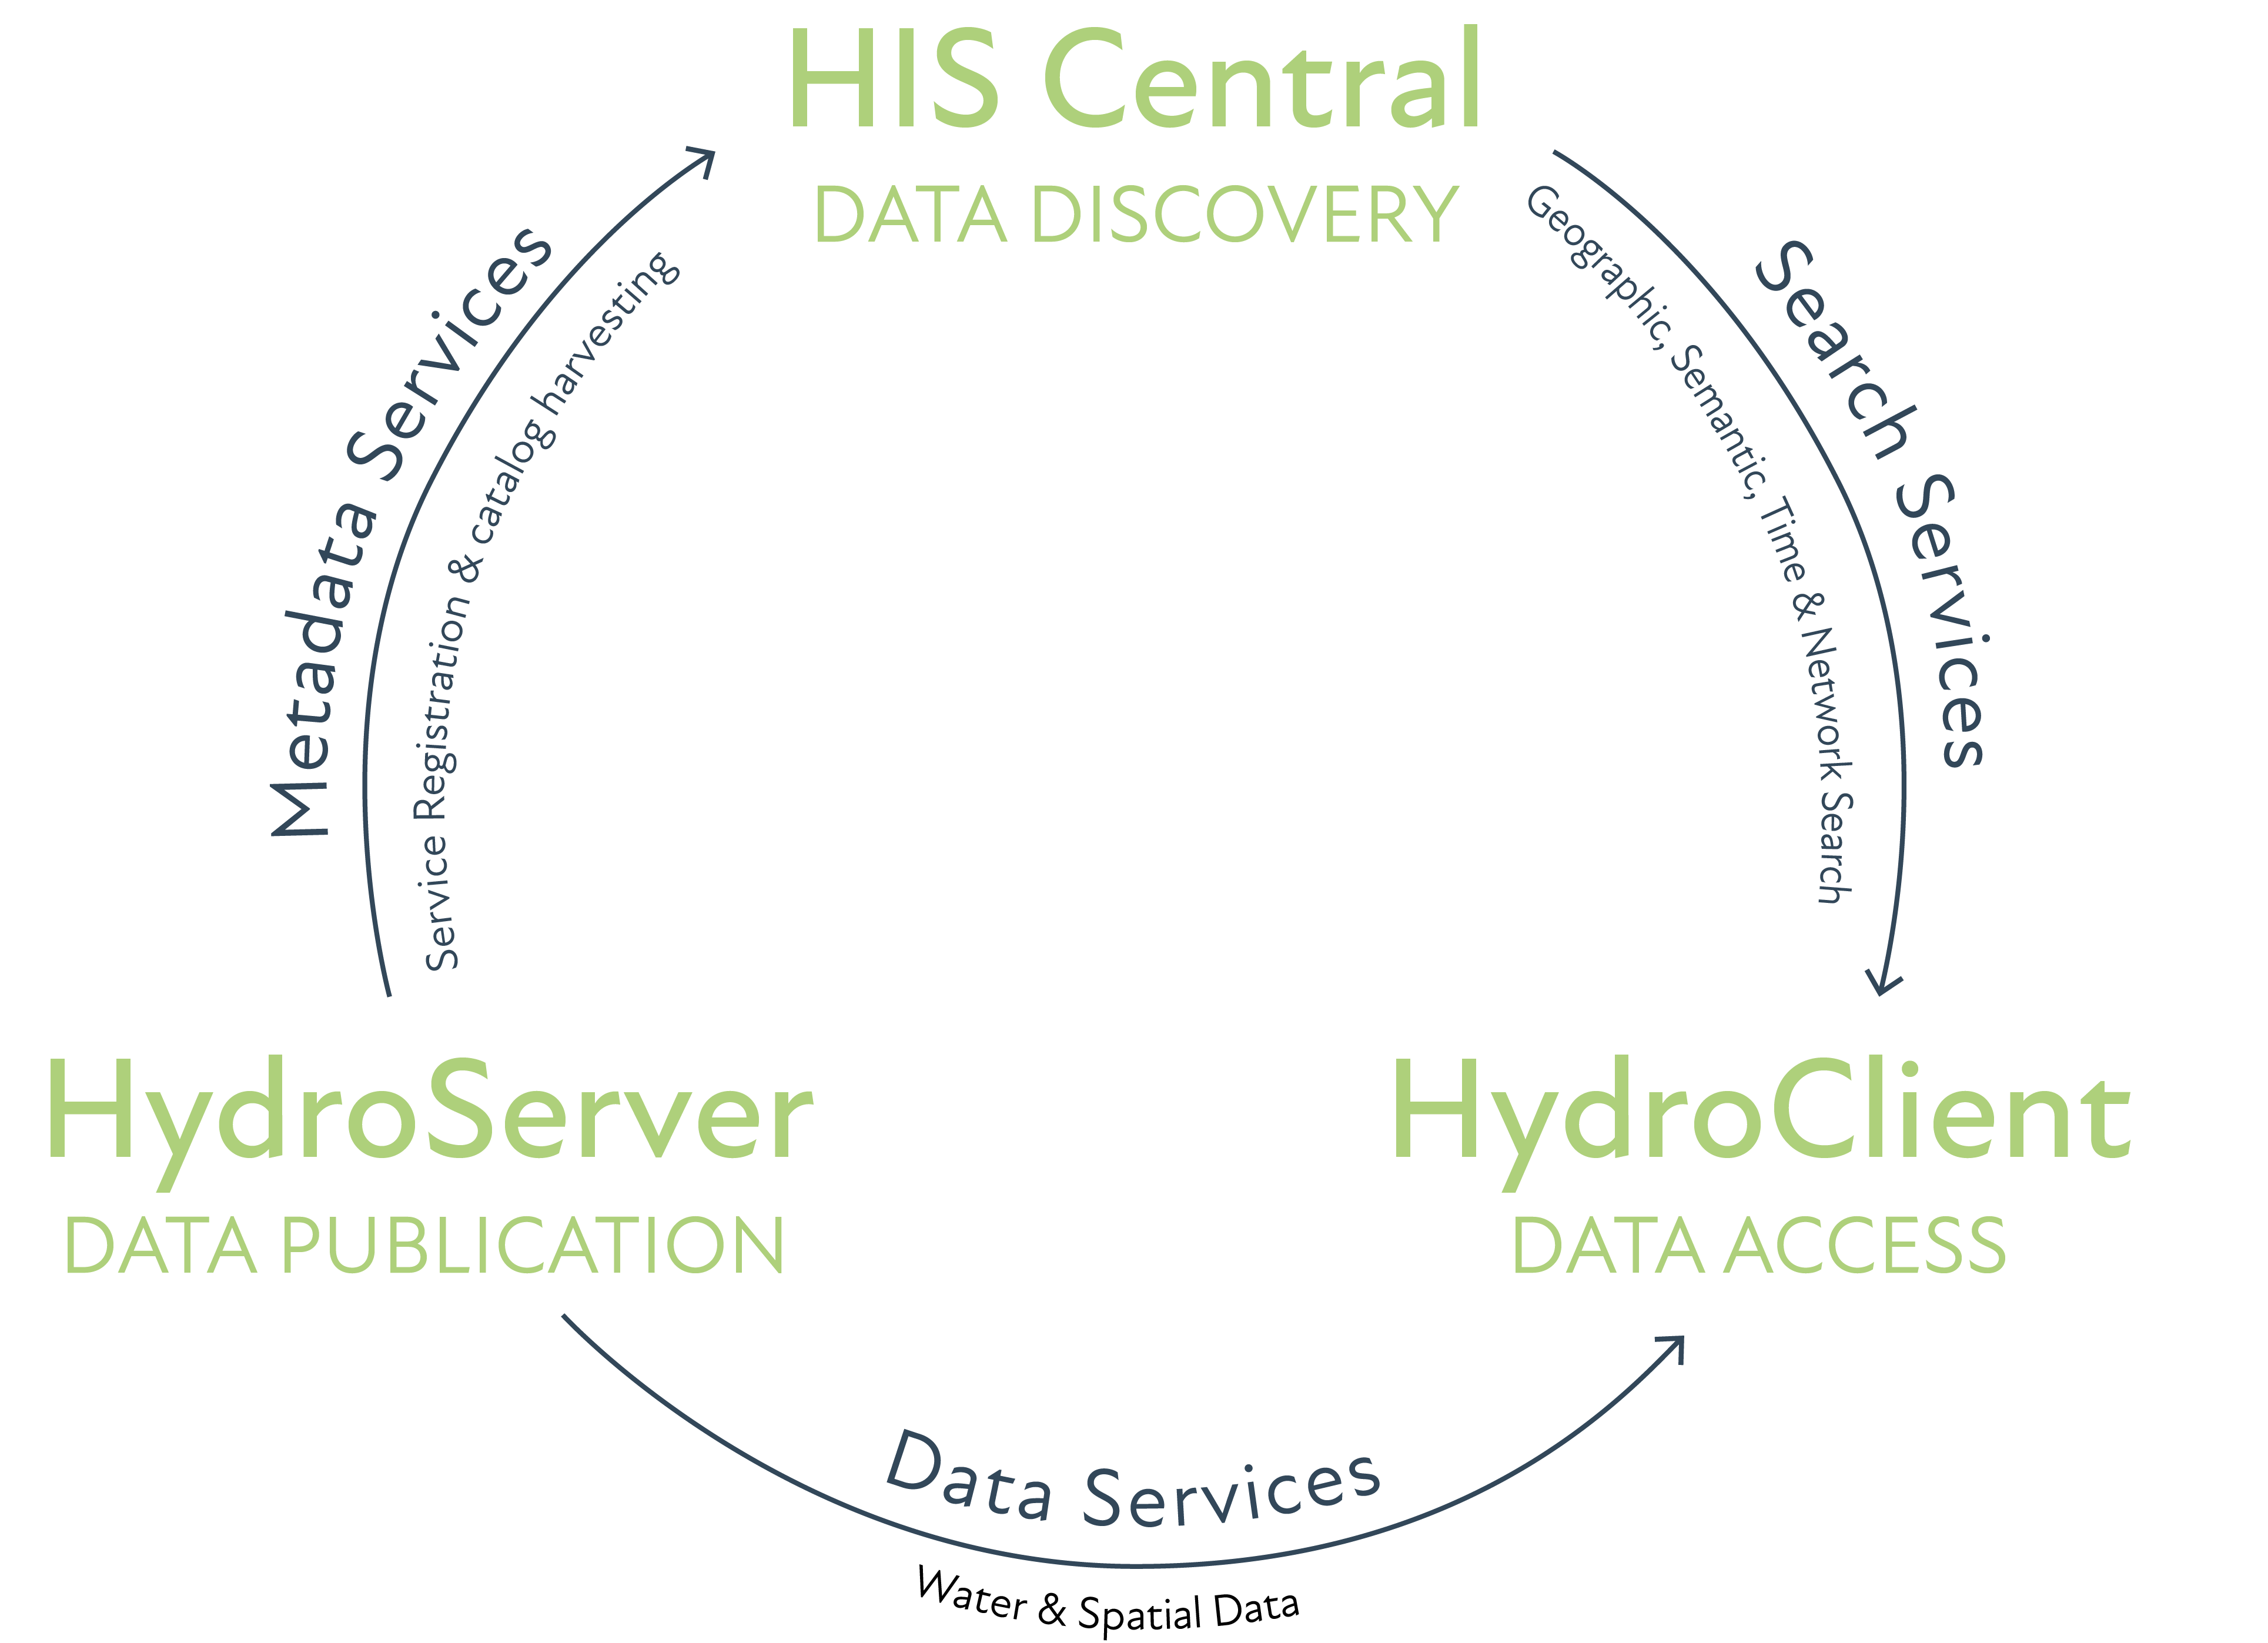 HIS Central
DATA DISCOVERY
Metadata Services
Service Registration & catalog harvesting
Search Services
Geographic, Semantic, Time & Network Search
HydroServer
DATA PUBLICATION
HydroClient
DATA ACCESS
Data Services
Water & Spatial Data